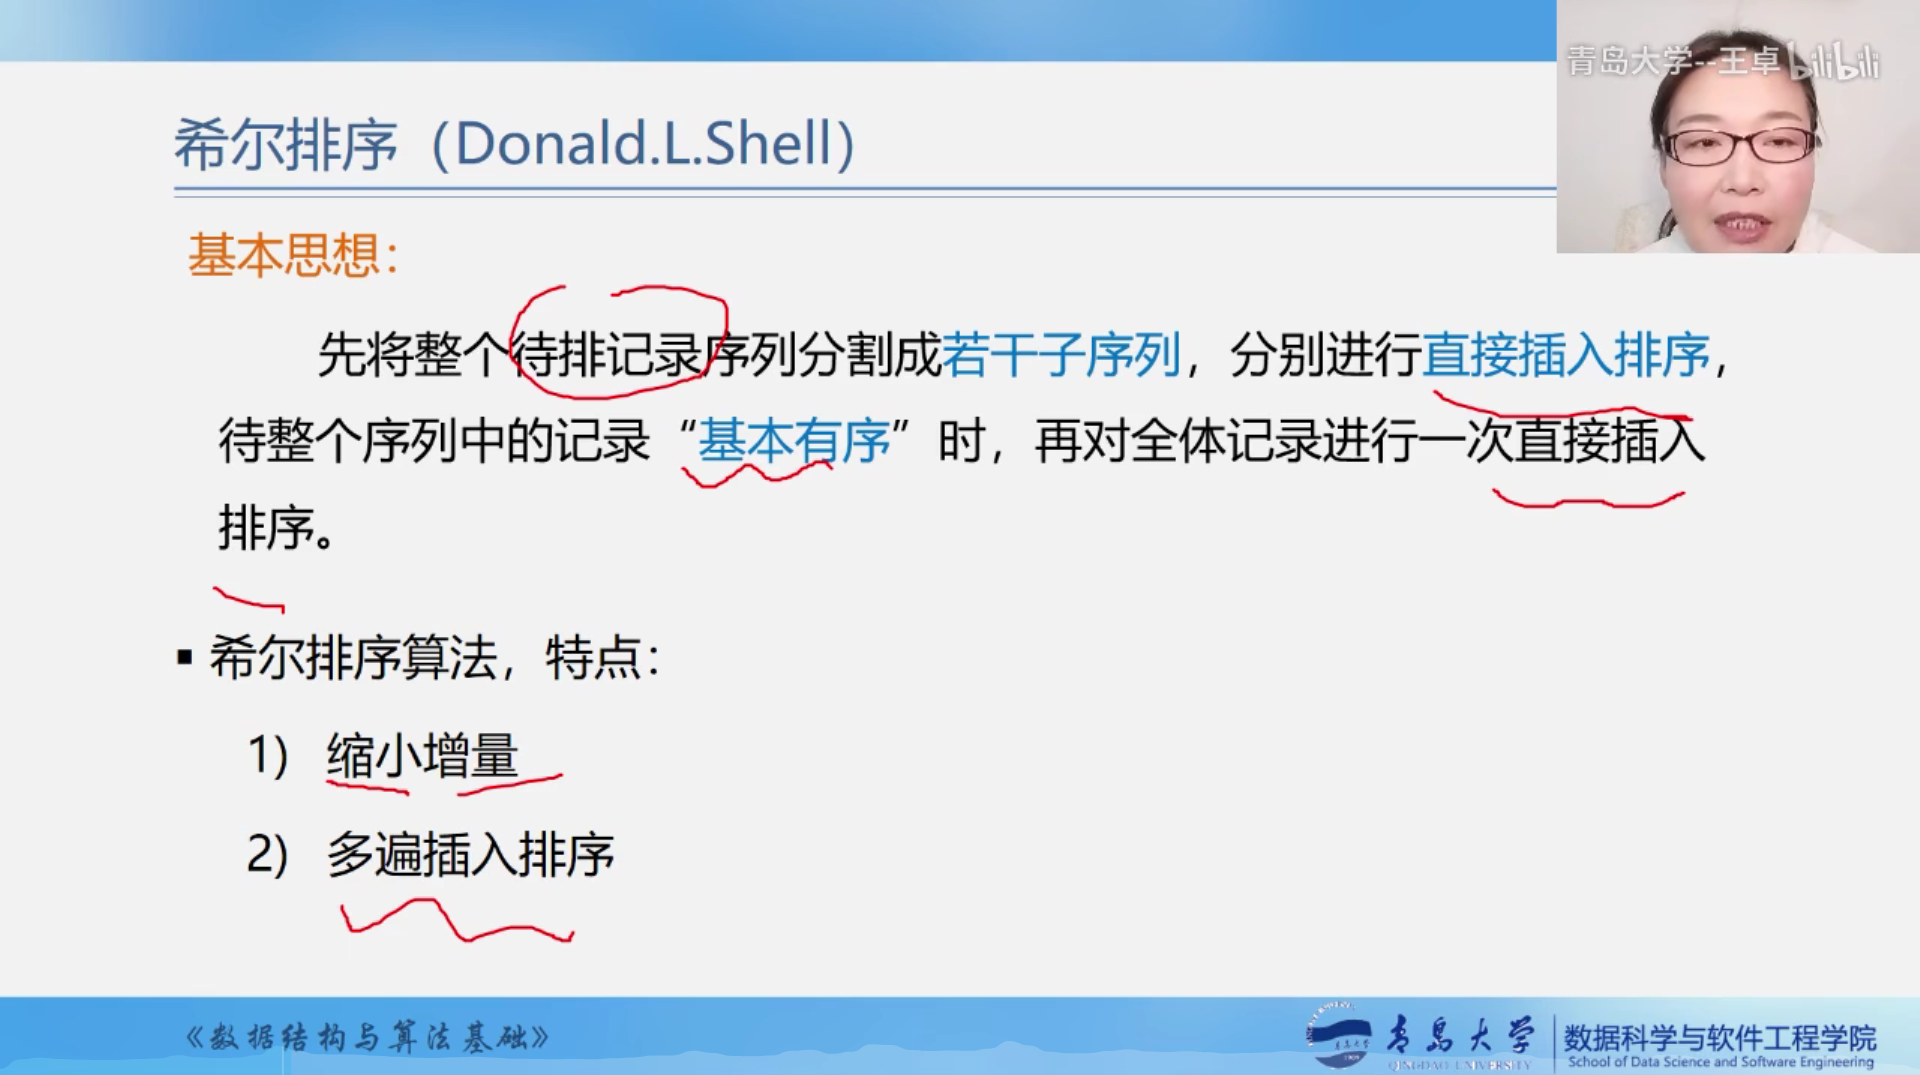 青岛大学--王卓 bilibili
希尔排序（Donald.L.Shell）
基本思想：
先将整个待排记录序列分割成若干子序列，分别进行直接插入排序，
待整个序列中的记录“基本有序”时，再对全体记录进行一次直接插入
排序。
▪ 希尔排序算法，特点：
1) 缩小增量
2) 多遍插入排序
《数据结构与算法基础》
青岛大学
QINGDAO UNIVERSITY
数据科学与软件工程学院
School of Data Science and Software Engineering